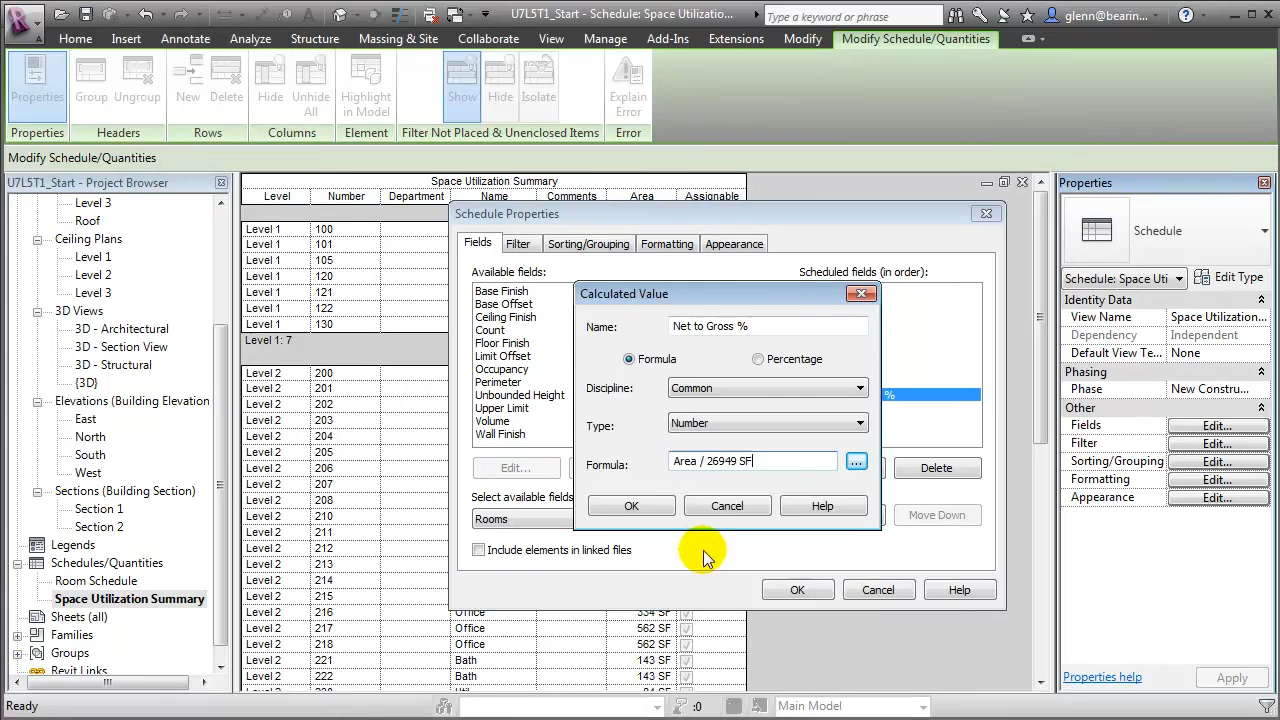 U7L5T1_Start - Schedule: Space Utilization...
Type a keyword or phrase
glenn@bearin...
Home Insert Annotate Analyze Structure Massing & Site Collaborate View Manage Add-Ins Extensions Modify Modify Schedule/Quantities
Properties Group Ungroup New Delete Hide Unhide All Highlight in Model Show Hide Isolate Explain Error
Properties Headers Rows Columns Element Filter Not Placed & Unenclosed Items Error
Modify Schedule/Quantities
U7L5T1_Start - Project Browser
Level 3
Roof
Ceiling Plans
Level 1
Level 2
Level 3
3D Views
3D - Architectural
3D - Section View
3D - Structural
{3D}
Elevations (Building Elevation
East
North
South
West
Sections (Building Section)
Section 1
Section 2
Legends
Schedules/Quantities
Room Schedule
Space Utilization Summary
Sheets (all)
Families
Groups
Revit Links
Space Utilization Summary
Level Number Department Name Comments Area Assignable
Level 1 100
Level 1 101
Level 1 105
Level 1 120
Level 1 121
Level 1 121
Level 1 130
Level 1: 7
Level 2 200
Level 2 201
Level 2 202
Level 2 203
Level 2 204
Level 2 205
Level 2 206
Level 2 207
Level 2 208
Level 2 209
Level 2 210
Level 2 211
Level 2 212
Level 2 213
Level 2 214
Level 2 215
Level 2 216 Office 334 SF
Level 2 217 Office 562 SF
Level 2 218 Office 562 SF
Level 2 221 Bath 143 SF
Level 2 222 Bath 143 SF
Schedule Properties
Fields Filter Sorting/Grouping Formatting Appearance
Available fields:
Scheduled fields (in order):
Base Finish
Base Offset
Ceiling Finish
Count
Floor Finish
Limit Offset
Occupancy
Perimeter
Unbounded Height
Upper Limit
Volume
Wall Finish
%
Edit...
Delete
Select available fields
Rooms
Move Down
Include elements in linked files
OK Cancel Help
Calculated Value
Name: Net to Gross %
Formula Percentage
Discipline: Common
Type: Number
Formula: Area / 26949 SF
...
OK Cancel Help
Properties
Schedule
Schedule: Space Uti
Edit Type
Identity Data
View Name Space Utilization...
Dependency Independent
Default View Te... None
Phasing
Phase New Constru...
Other
Fields Edit...
Filter Edit...
Sorting/Grouping Edit...
Formatting Edit...
Appearance Edit...
Properties help
Apply
Ready
:0
Main Model